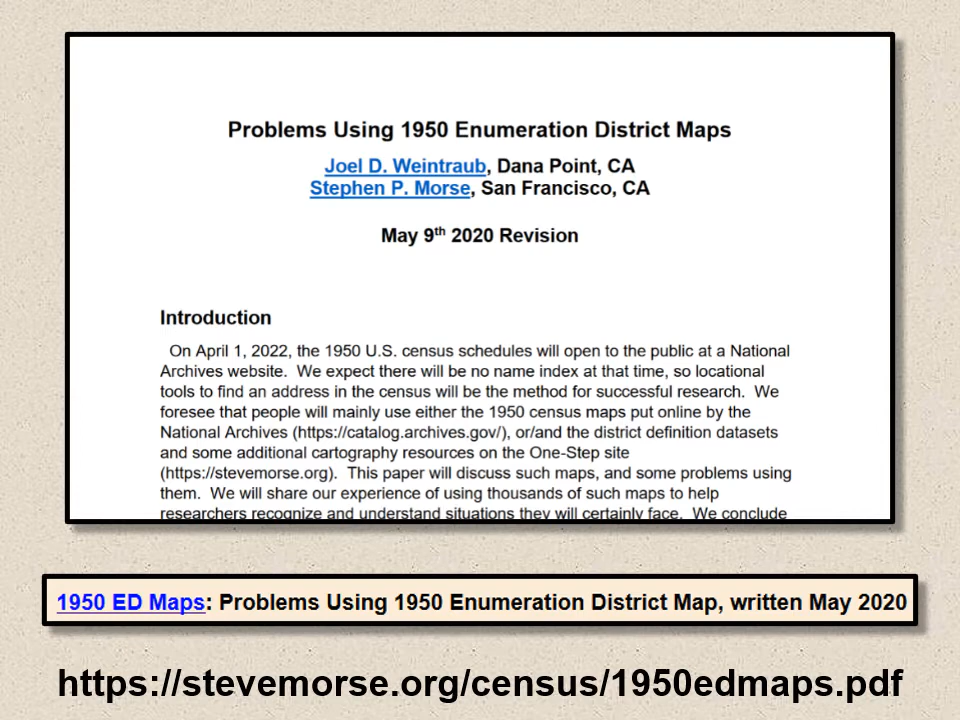 Problems Using 1950 Enumeration District Maps
Joel D. Weintraub, Dana Point, CA
Stephen P. Morse, San Francisco, CA
May 9th 2020 Revision
Introduction
On April 1, 2022, the 1950 U.S. census schedules will open to the public at a National
Archives website. We expect there will be no name index at that time, so locational
tools to find an address in the census will be the method for successful research. We
foresee that people will mainly use either the 1950 census maps put online by the
National Archives (https://catalog.archives.gov/), or/and the district definition datasets
and some additional cartography resources on the One-Step site
(https://stevemorse.org). This paper will discuss such maps, and some problems using
them. We will share our experience of using thousands of such maps to help
researchers recognize and understand situations they will certainly face. We conclude
1950 ED Maps: Problems Using 1950 Enumeration District Map, written May 2020
https://stevemorse.org/census/1950edmaps.pdf